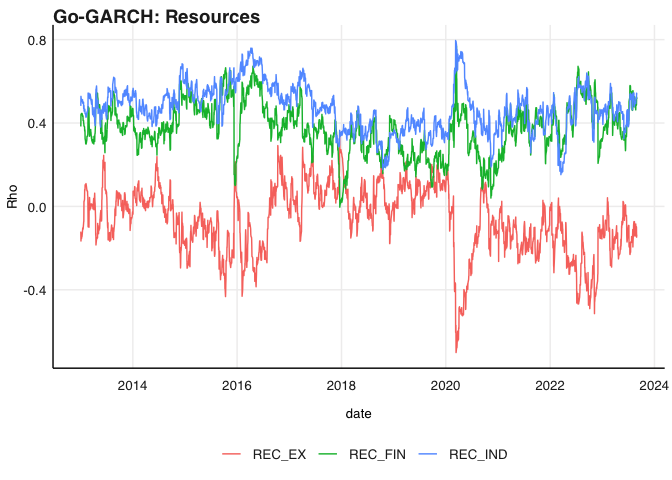 Go-GARCH: Resources
0.8
0.4
0.0
-0.4
Rho
2014 2016 2018 2020 2022 2024
date
REC_EX REC_FIN REC_IND